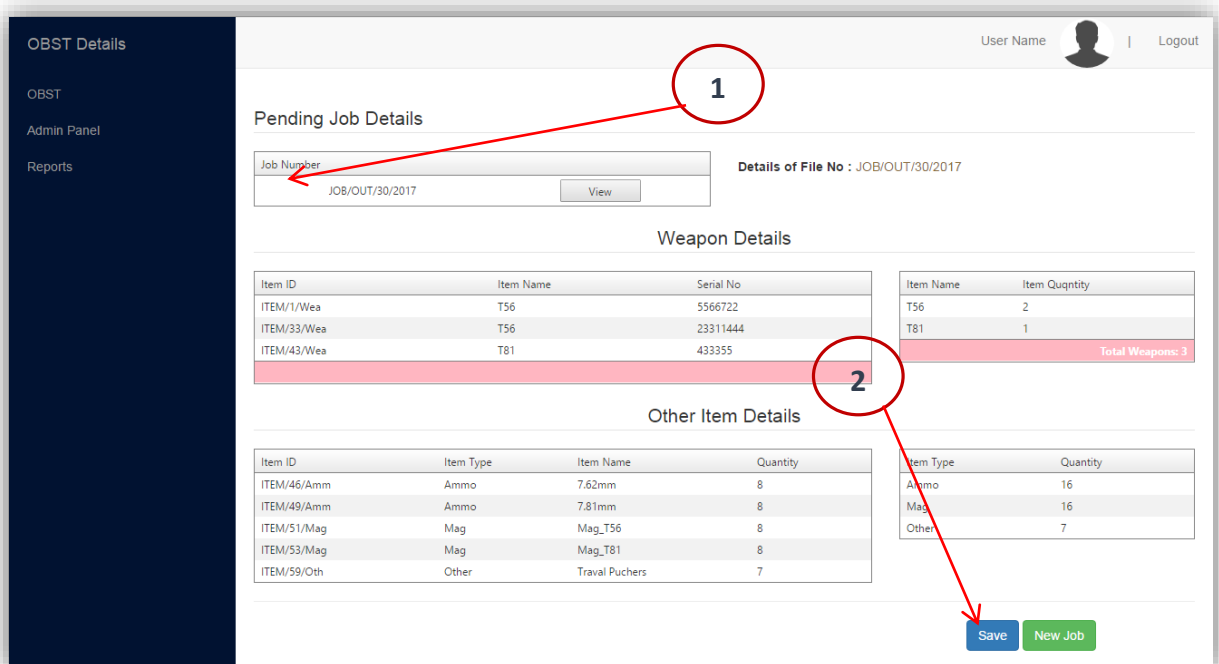 OBST Details
User Name | Logout
1
OBST
Admin Panel
Reports
Pending Job Details
Job Number
JOB/OUT/30/2017 View
Details of File No : JOB/OUT/30/2017
Weapon Details
Item ID Item Name Serial No
ITEM/1/Wea T56 5566722
ITEM/33/Wea T56 23311444
ITEM/43/Wea T81 433355
Item Name Item Quqntity
T56 2
T81 1
Total Weapons: 3
2
Other Item Details
Item ID Item Type Item Name Quantity
ITEM/46/Amm Ammo 7.62mm 8
ITEM/49/Amm Ammo 7.81mm 8
ITEM/51/Mag Mag Mag_T56 8
ITEM/53/Mag Mag Mag_T81 8
ITEM/59/Oth Other Traval Puchers 7
Item Type Quantity
Ammo 16
Mag 16
Other 7
Save New Job